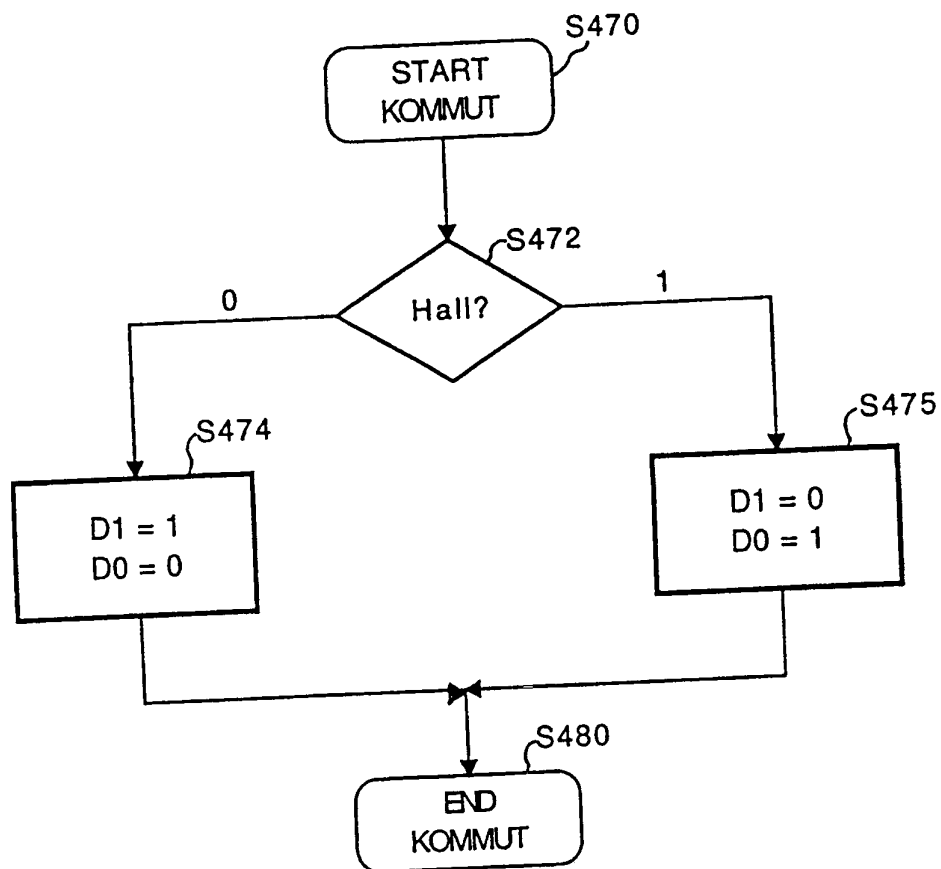 S470
START
KOMMUT
S472
Hall?
0
1
S474
D1 = 1
D0 = 0
S475
D1 = 0
D0 = 1
S480
END
KOMMUT